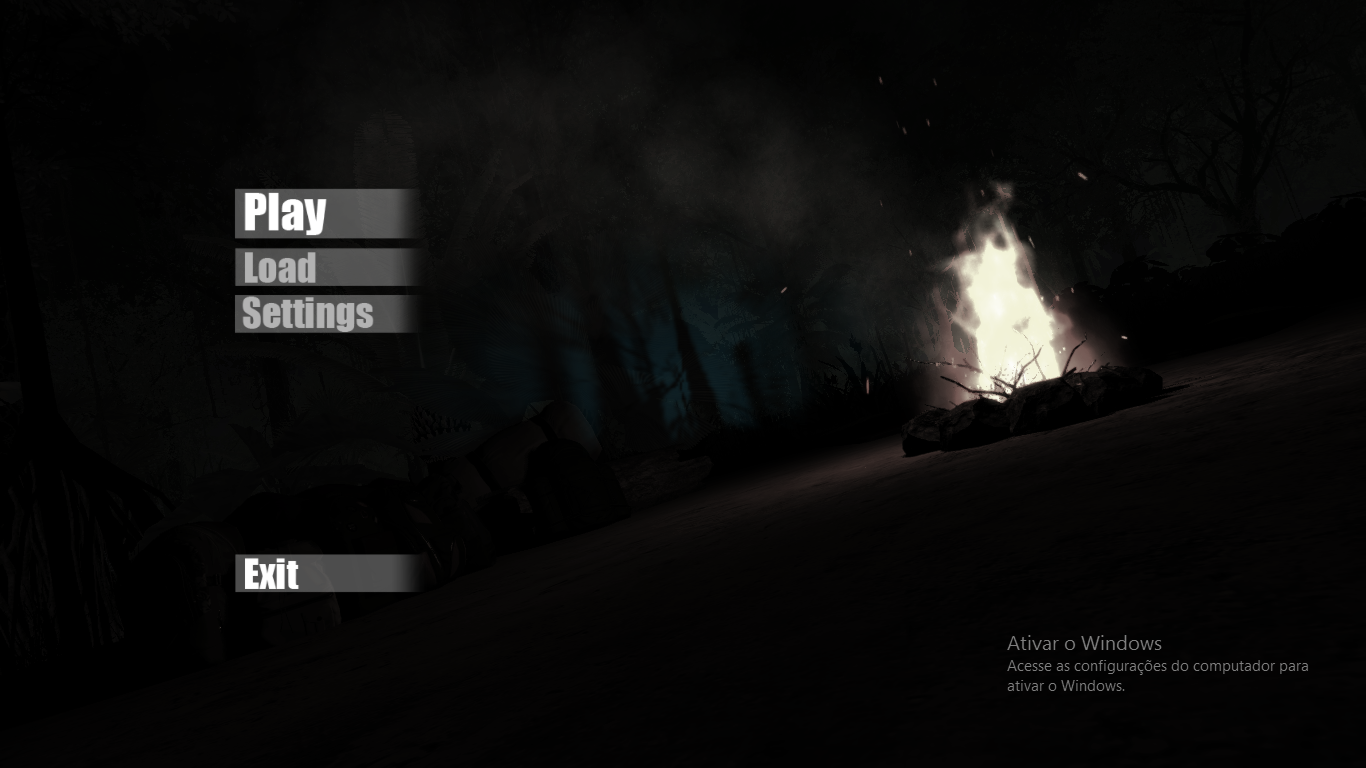 Play
Load
Settings
Exit
Ativar o Windows
Acesse as configurações do computador para
ativar o Windows.